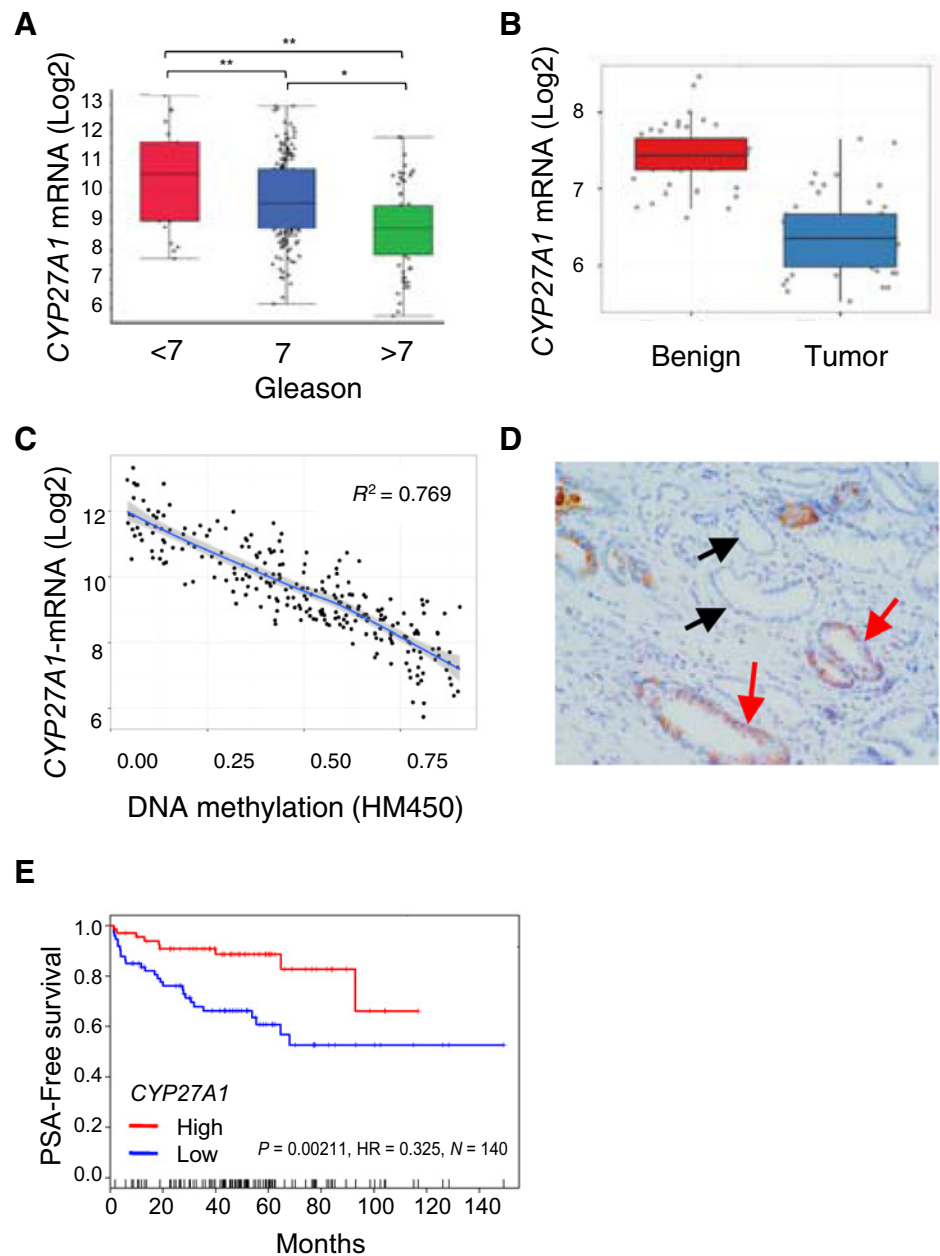 A
CYP27A1 mRNA (Log2)
13
12
11
10
9
8
7
6
**
**
*
<7 7 >7
Gleason
B
CYP27A1 mRNA (Log2)
8
7
6
Benign Tumor
C
CYP27A1-mRNA (Log2)
12
10
8
6
R² = 0.769
0.00 0.25 0.50 0.75
DNA methylation (HM450)
D
E
PSA-Free survival
1.0
0.8
0.6
0.4
0.2
0.0
CYP27A1
High
Low
P = 0.00211, HR = 0.325, N = 140
0 20 40 60 80 100 120 140
Months